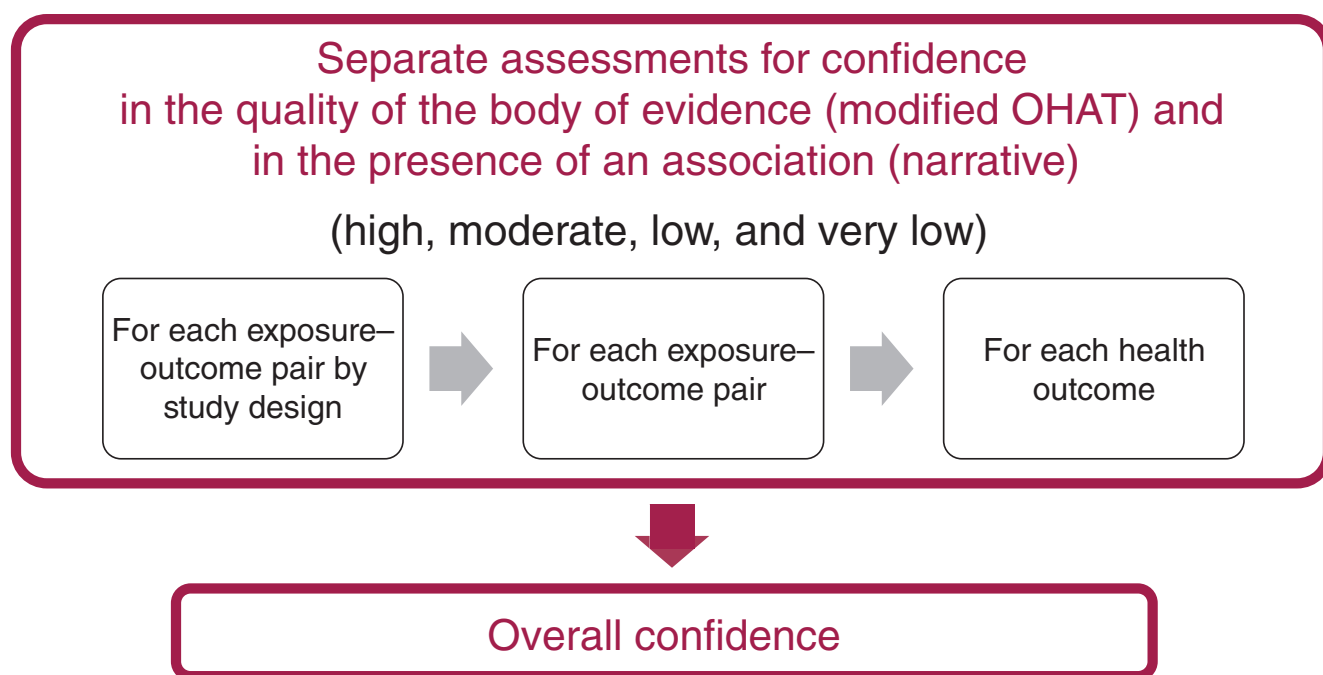 Separate assessments for confidence
in the quality of the body of evidence (modified OHAT) and
in the presence of an association (narrative)
(high, moderate, low, and very low)
For each exposure–
outcome pair by
study design
For each exposure–
outcome pair
For each health
outcome
Overall confidence